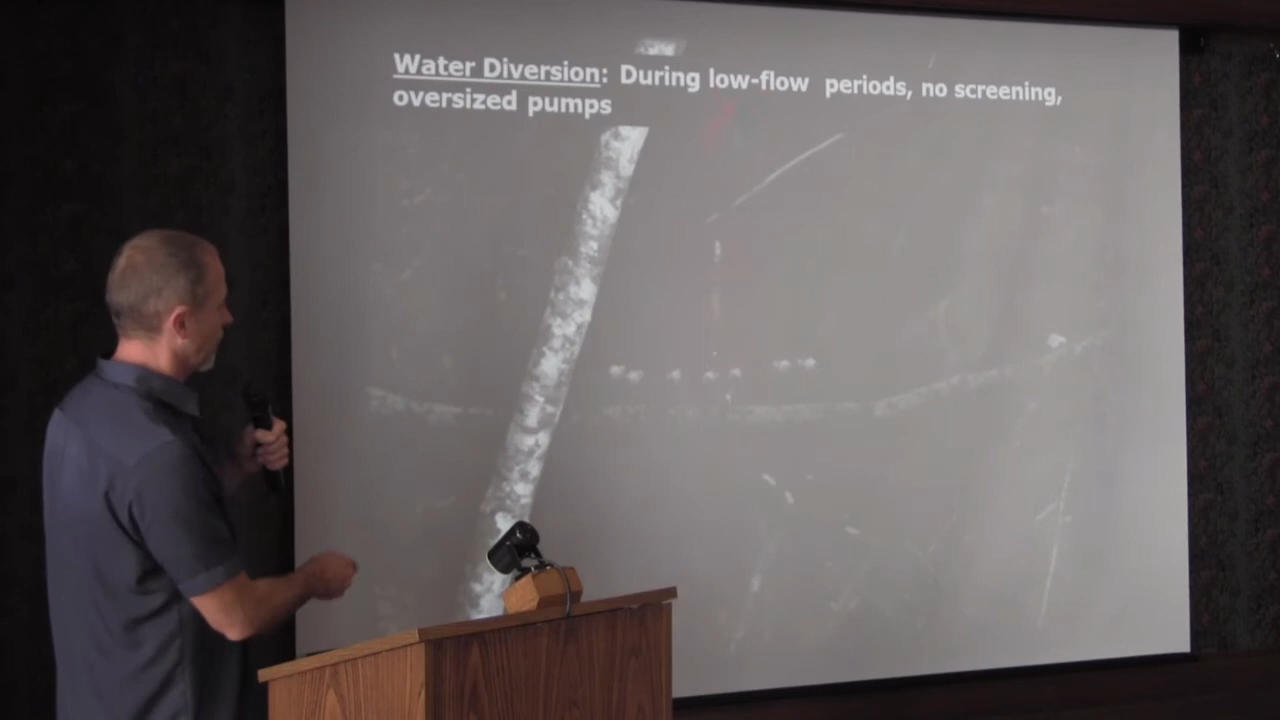 Water Diversion: During low-flow periods, no screening,
oversized pumps